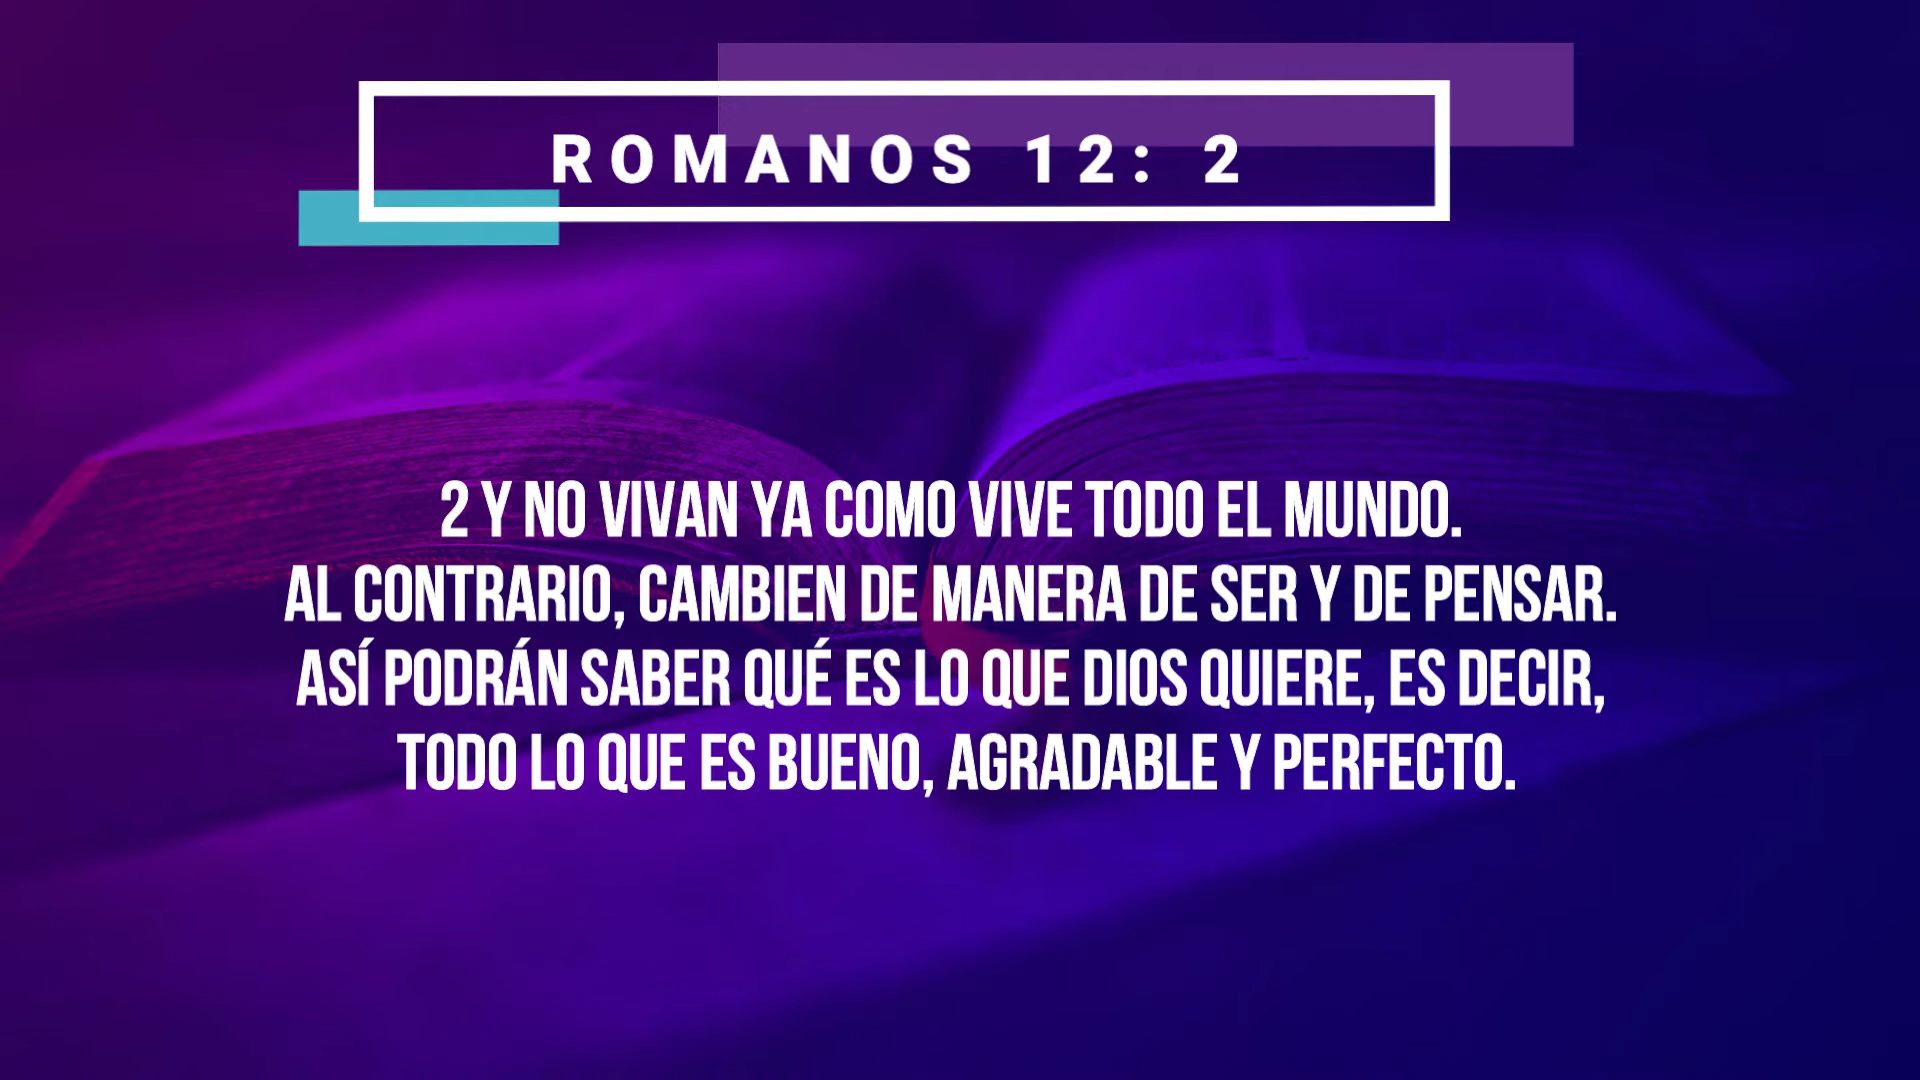 ROMANOS 12: 2
2 Y NO VIVAN YA COMO VIVE TODO EL MUNDO.
AL CONTRARIO, CAMBIEN DE MANERA DE SER Y DE PENSAR.
ASÍ PODRÁN SABER QUÉ ES LO QUE DIOS QUIERE, ES DECIR,
TODO LO QUE ES BUENO, AGRADABLE Y PERFECTO.